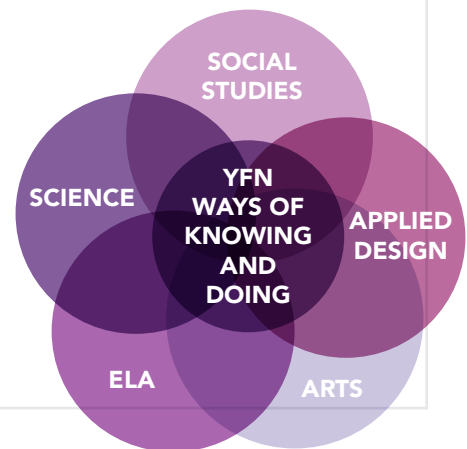 SOCIAL
STUDIES
SCIENCE
YFN
WAYS OF
KNOWING
AND
DOING
APPLIED
DESIGN
ELA
ARTS